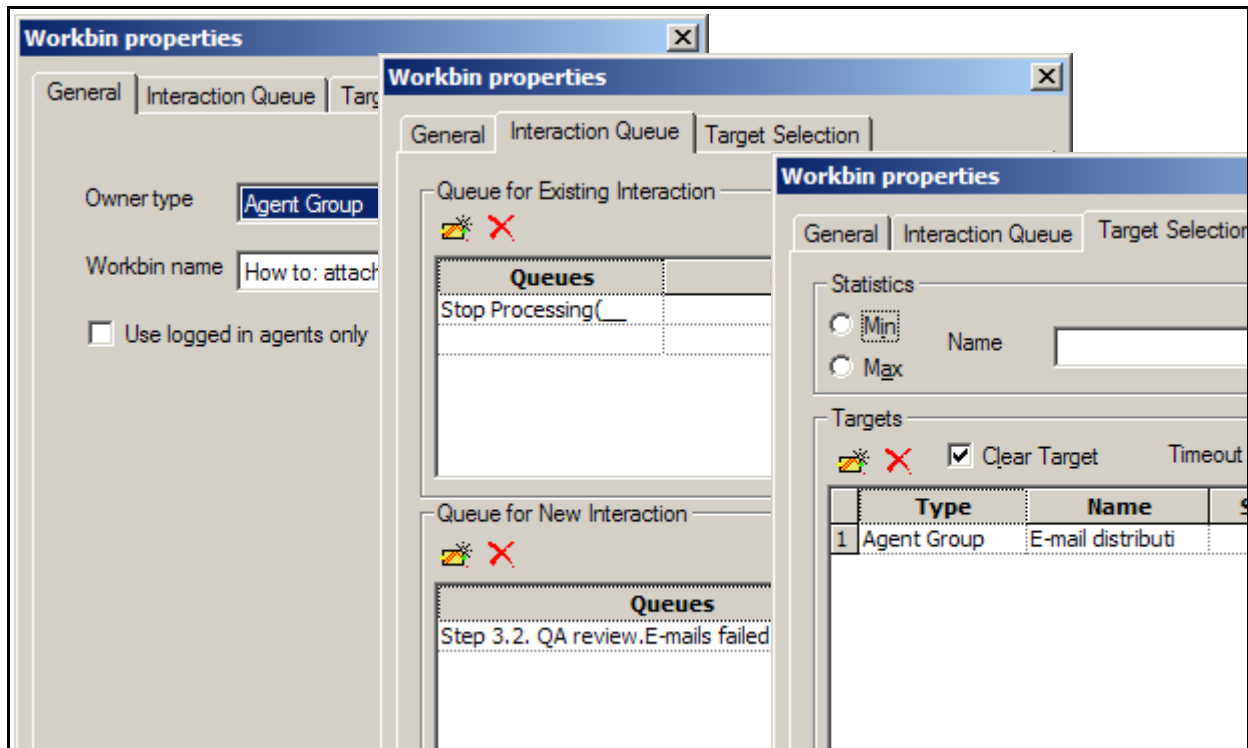 Workbin properties
General
Interaction Queue
Targ
Owner type
Agent Group
Workbin name
How to: attach
Use logged in agents only
Workbin properties
General
Interaction Queue
Target Selection
Queue for Existing Interaction
Queues
Stop Processing(__
Queue for New Interaction
Queues
Step 3.2. QA review.E-mails failed
Workbin properties
General
Interaction Queue
Target Selection
Statistics
Min
Max
Name
Targets
Clear Target
Timeout
Type
Name
S
1
Agent Group
E-mail distributi